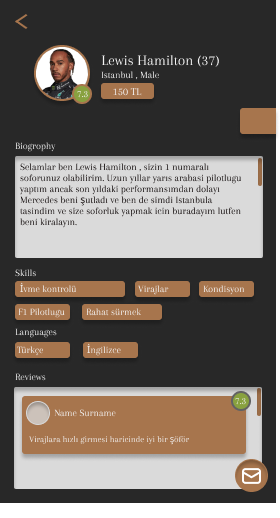 Lewis Hamilton (37)
Istanbul , Male
7.3
150 TL
Biography
Selamlar ben Lewis Hamilton , sizin 1 numaralı
soforunuz olabilirim. Uzun yıllar yarıs arabasi pilotlugu
yaptım ancak son yıldaki performansımdan dolayı
Mercedes beni şutladı ve ben de simdi Istanbula
tasindim ve size soforluk yapmak icin buradayım lutfen
beni kiralayın.
Skills
İvme kontrolü
Virajlar
Kondisyon
F1 Pilotlugu
Rahat sürmek
Languages
Türkçe
İngilizce
Reviews
7.3
Name Surname
Virajlara hızlı girmesi haricinde iyi bir şöför